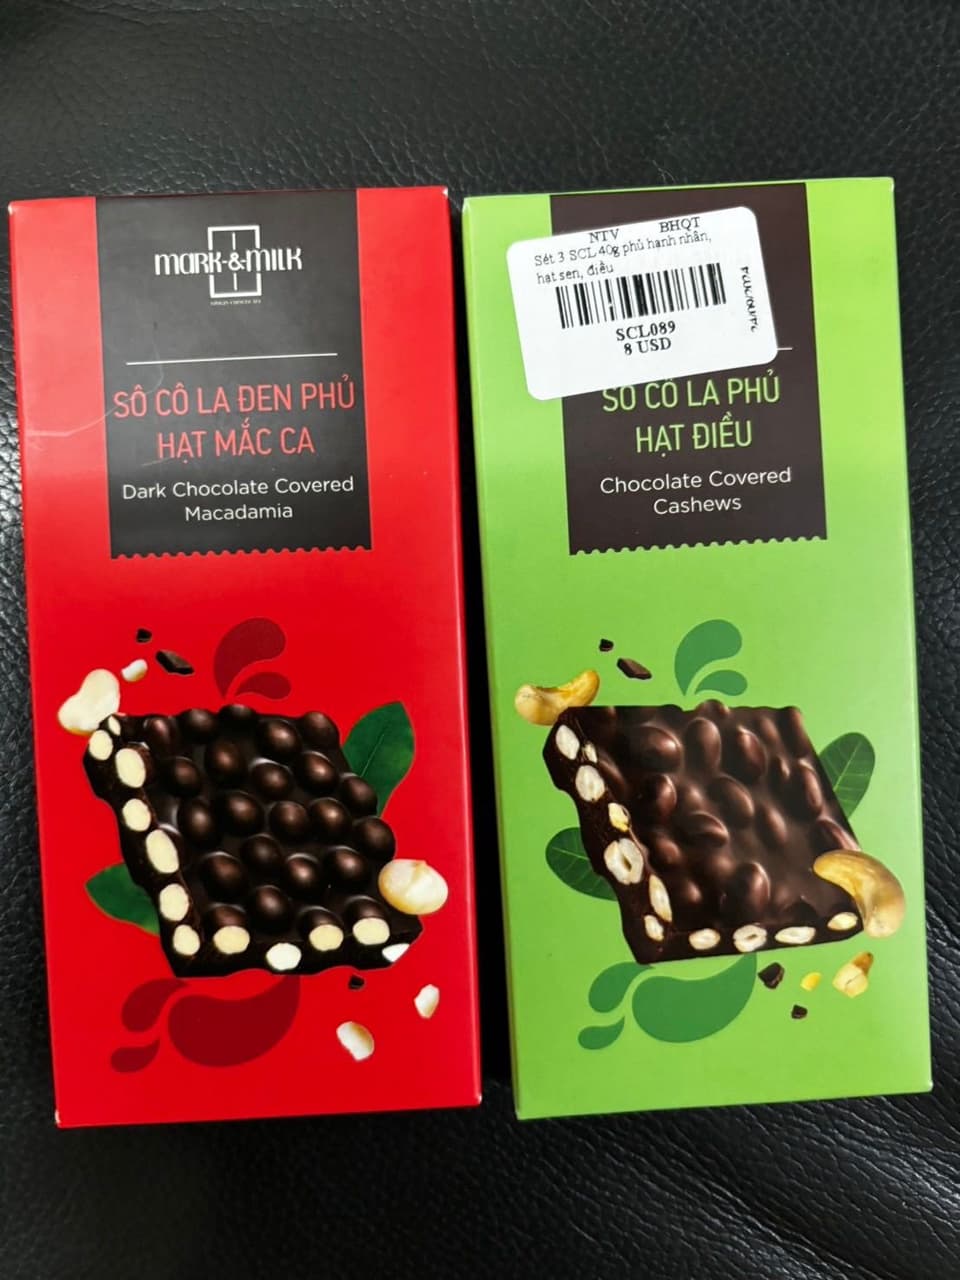 mark-&-milk
SÔ CÔ LA ĐEN PHỦ
HẠT MẮC CA
Dark Chocolate Covered
Macadamia
NTV BHQT
Sét 3 SCL 40g phủ hạnh nhân,
hạt sen, điều
SCL089
8 USD
SÔ CÔ LA PHỦ
HẠT ĐIỀU
Chocolate Covered
Cashews